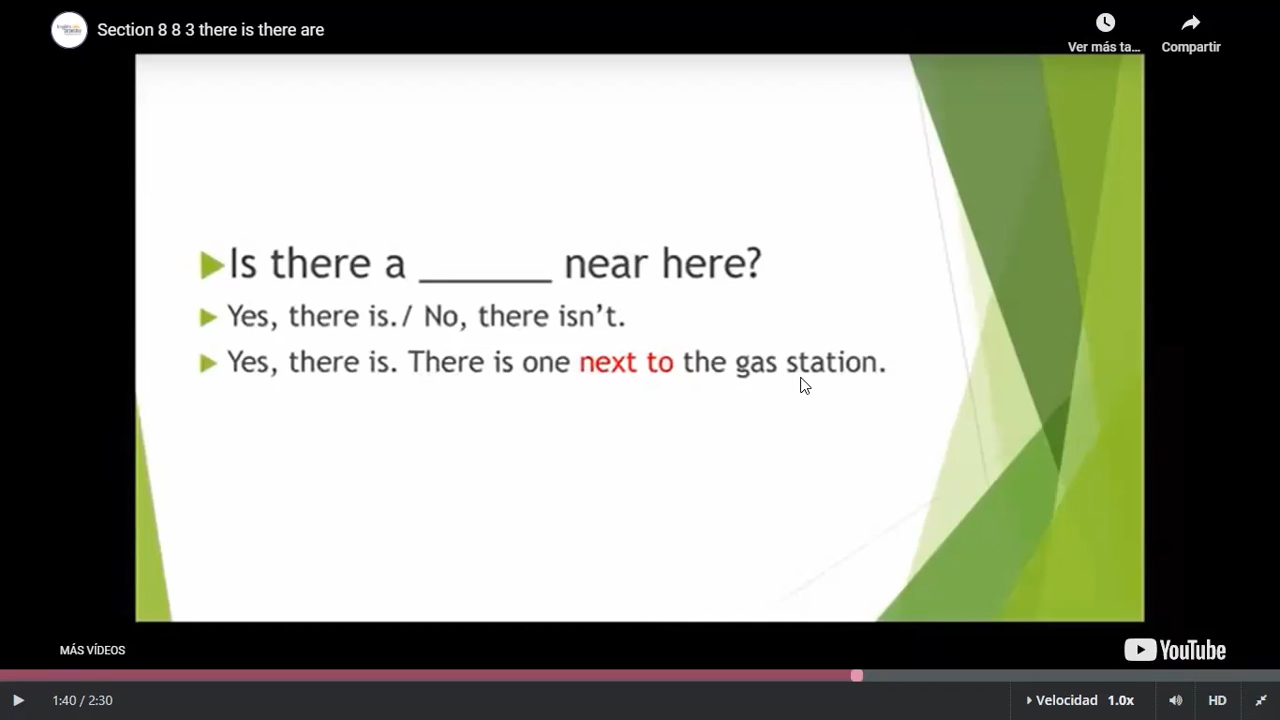 Section 8 8 3 there is there are
Ver más ta...
Compartir
Is there a ______ near here?
Yes, there is./ No, there isn't.
Yes, there is. There is one next to the gas station.
MÁS VÍDEOS
YouTube
1:40 / 2:30
Velocidad 1.0x
HD